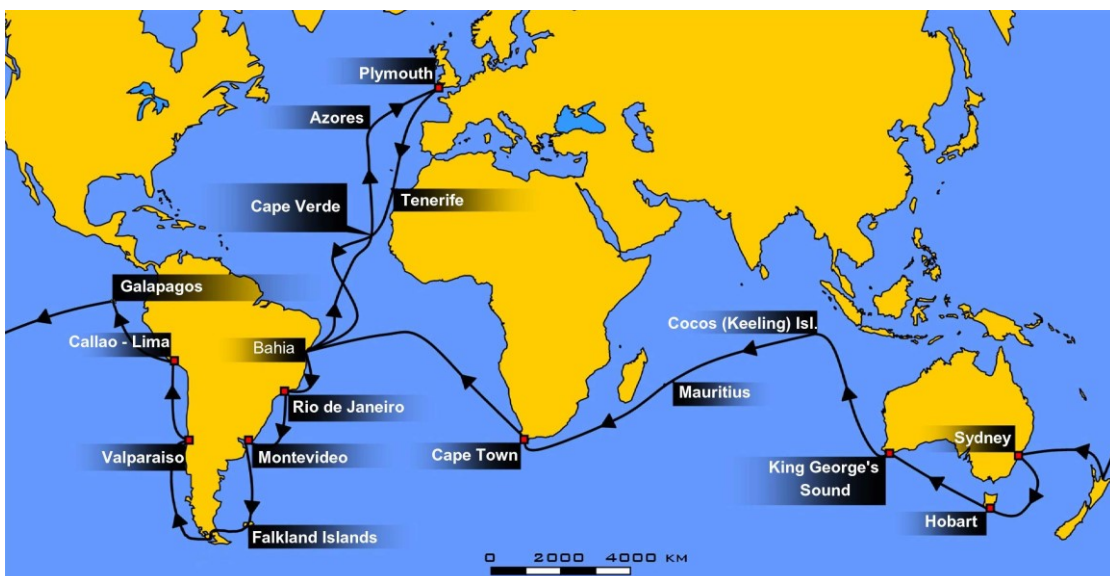 Plymouth
Azores
Tenerife
Cape Verde
Galapagos
Callao - Lima
Bahia
Cocos (Keeling) Isl.
Mauritius
Rio de Janeiro
Valparaiso
Montevideo
Cape Town
Sydney
King George's
Sound
Hobart
Falkland Islands
0 2000 4000 KM